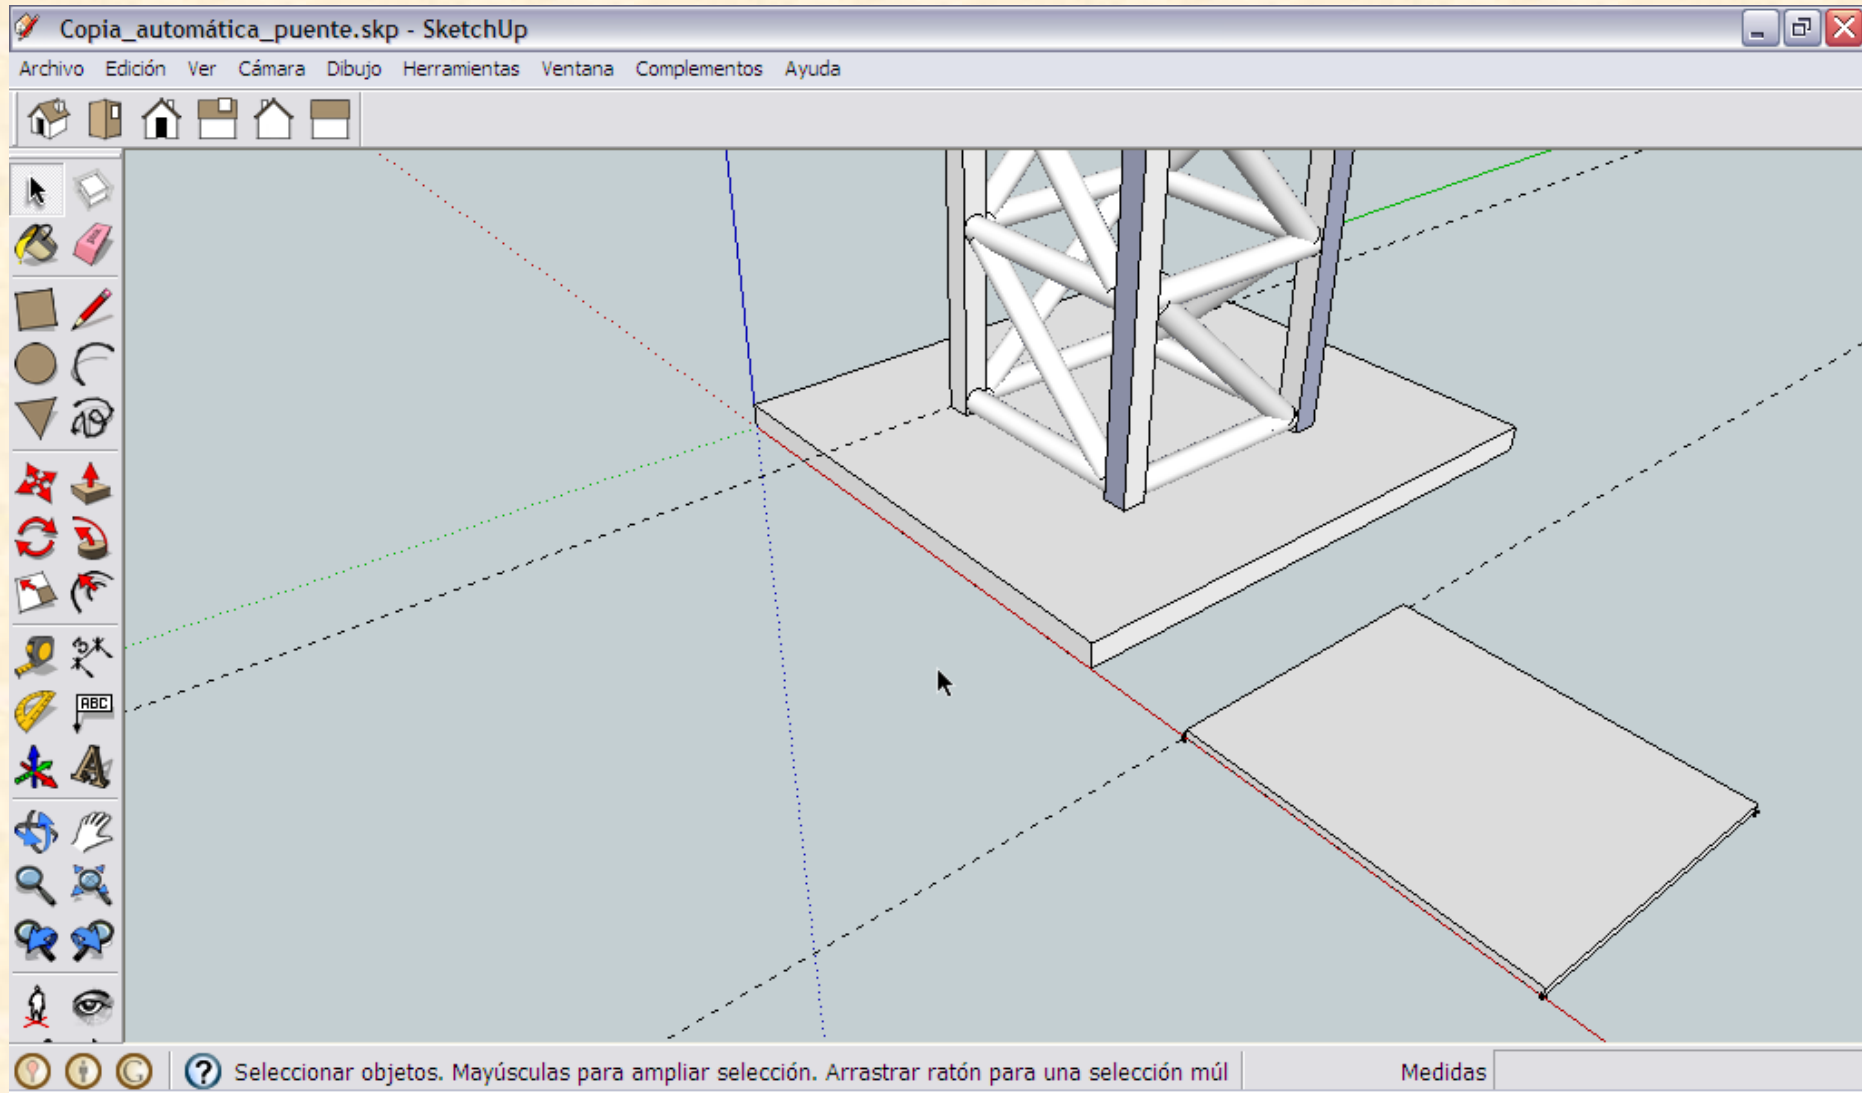 Copia_automática_puente.skp - SketchUp
Archivo Edición Ver Cámara Dibujo Herramientas Ventana Complementos Ayuda
ABC
Seleccionar objetos. Mayúsculas para ampliar selección. Arrastrar ratón para una selección múl
Medidas